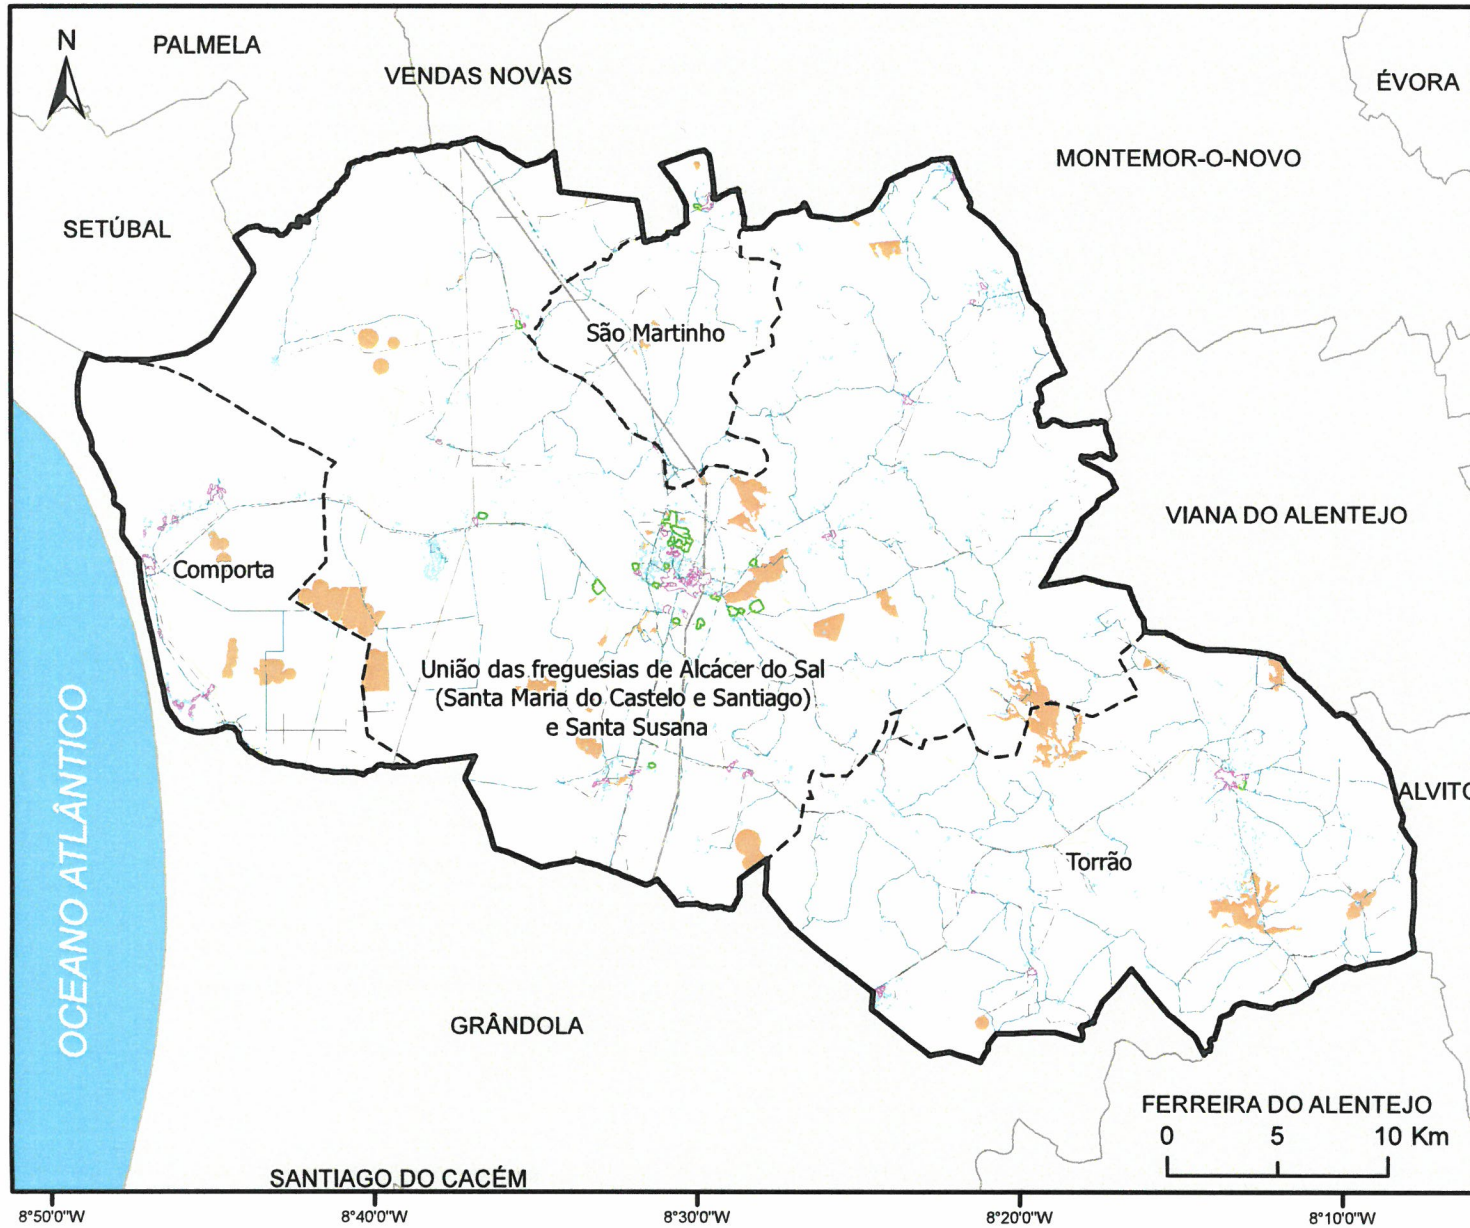 N
PALMELA
VENDAS NOVAS
ÉVORA
MONTEMOR-O-NOVO
SETÚBAL
São Martinho
VIANA DO ALENTEJO
Comporta
União das freguesias de Alcácer do Sal
(Santa Maria do Castelo e Santiago)
e Santa Susana
OCEANO ATLÂNTICO
ALVITO
Torrão
GRÂNDOLA
FERREIRA DO ALENTEJO
0 5 10 Km
SANTIAGO DO CACÉM
8°50'0"W 8°40'0"W 8°30'0"W 8°20'0"W 8°10'0"W